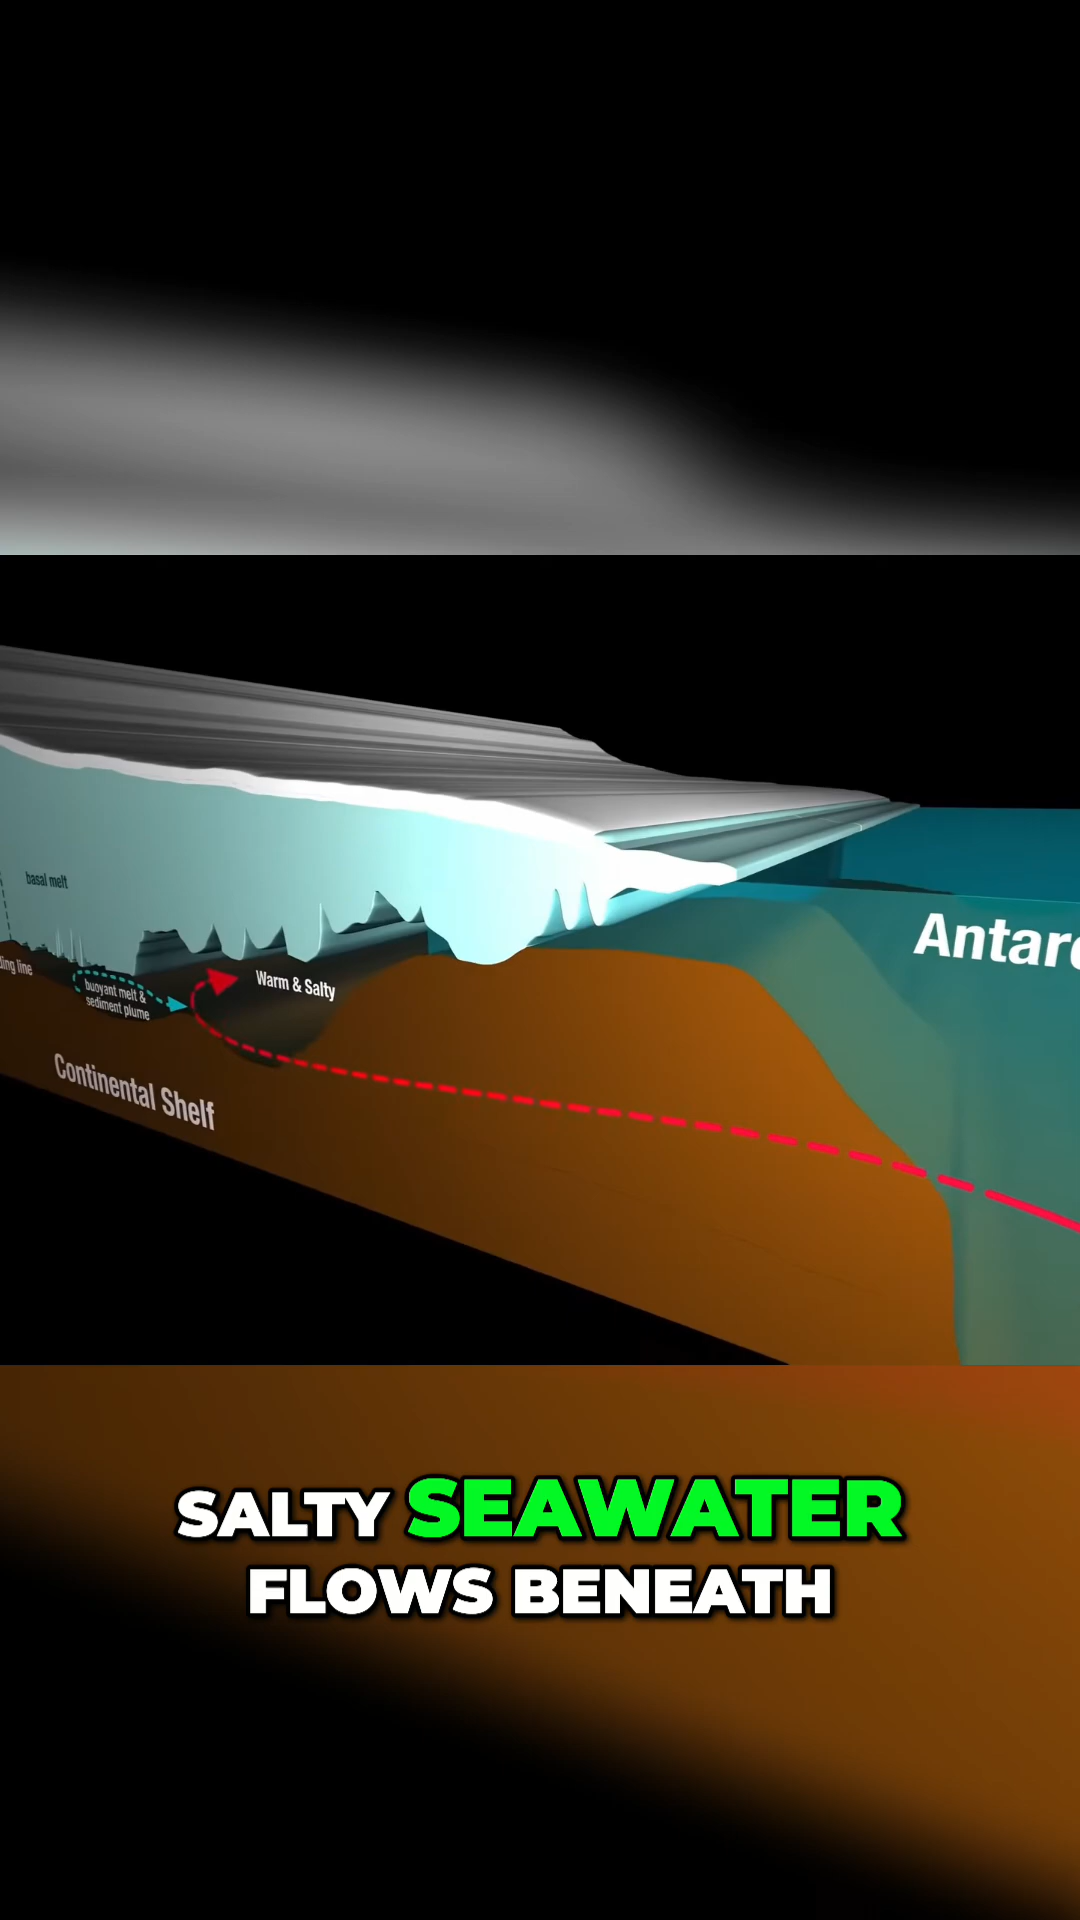 basal melt
Antarc
ding line
Warm & Salty
buoyant melt &
sediment plume
Continental Shelf
SALTY SEAWATER
FLOWS BENEATH